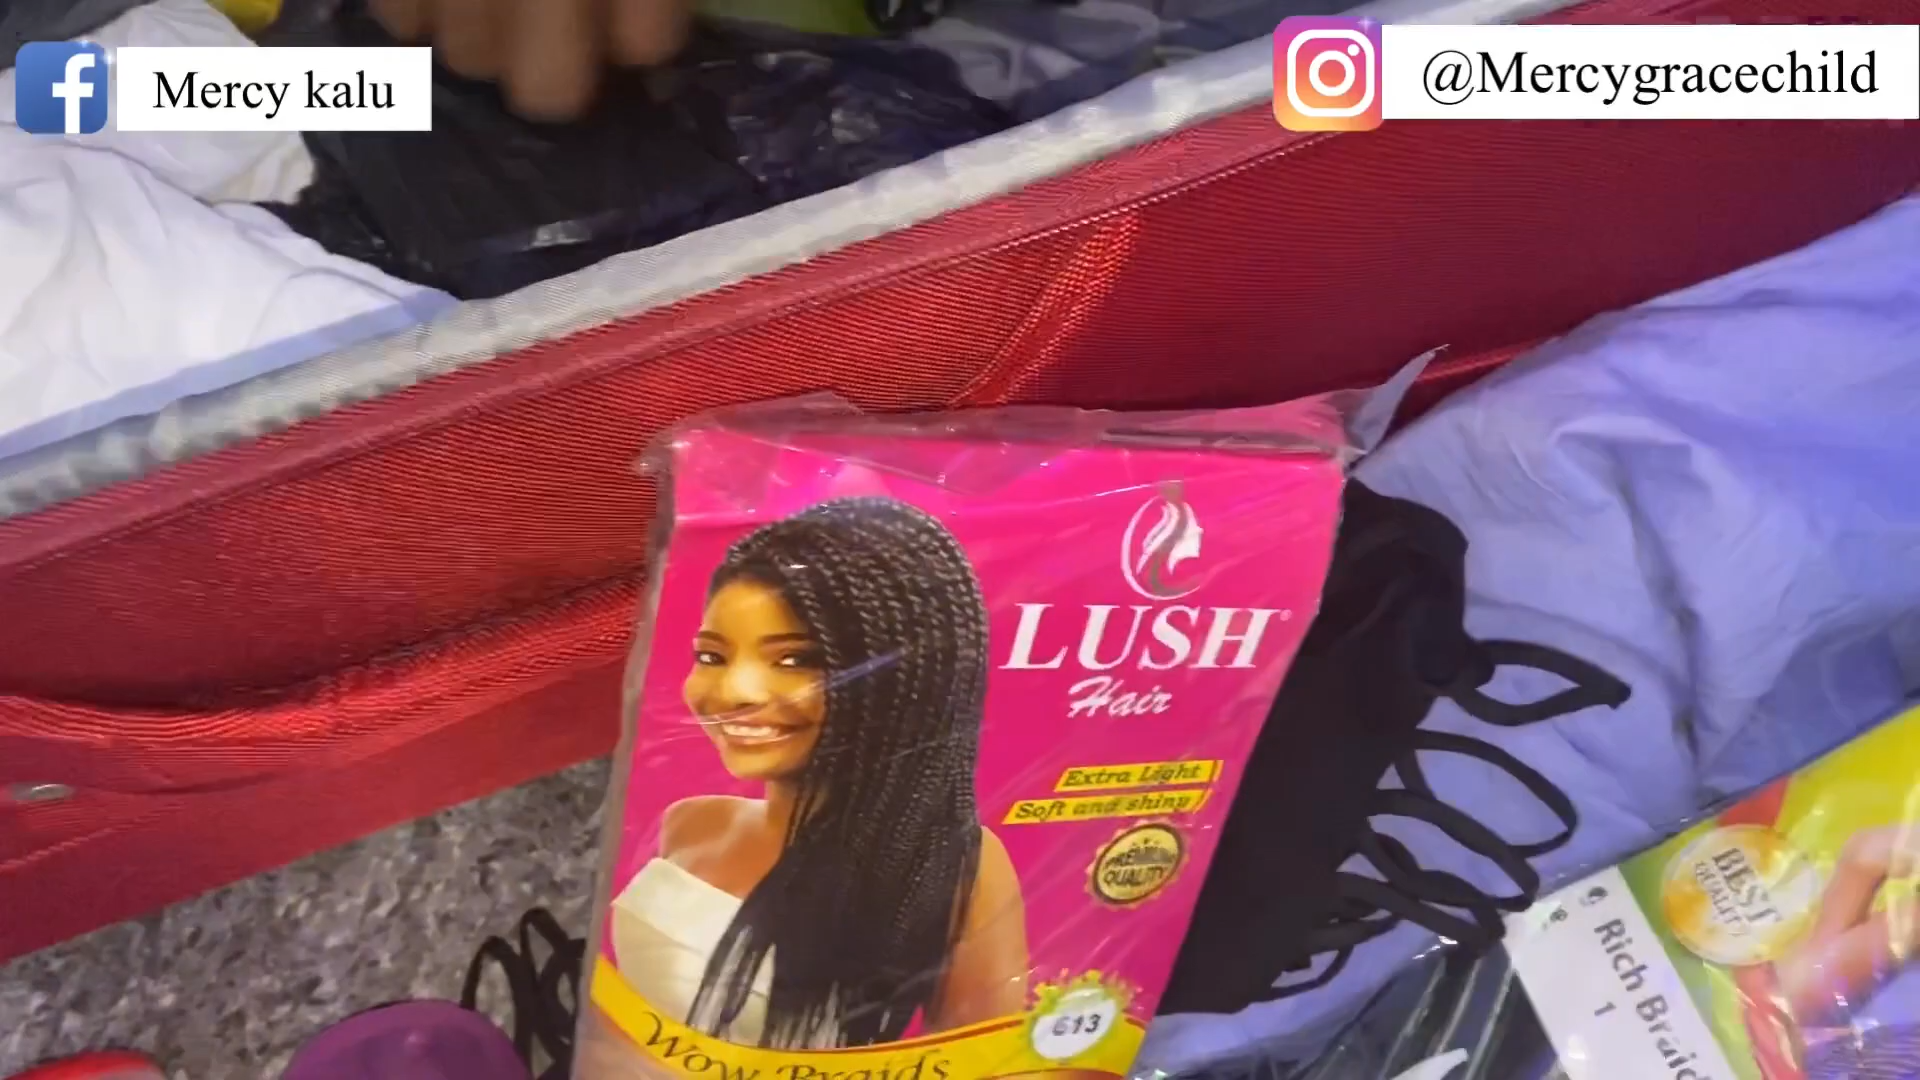 Mercy kalu
@Mercygracechild
LUSH®
Hair
Extra Light
Soft and shiny
PREMIUM
QUALITY
613
Wow Braids
BEST
QUALITY
Rich Braid
1